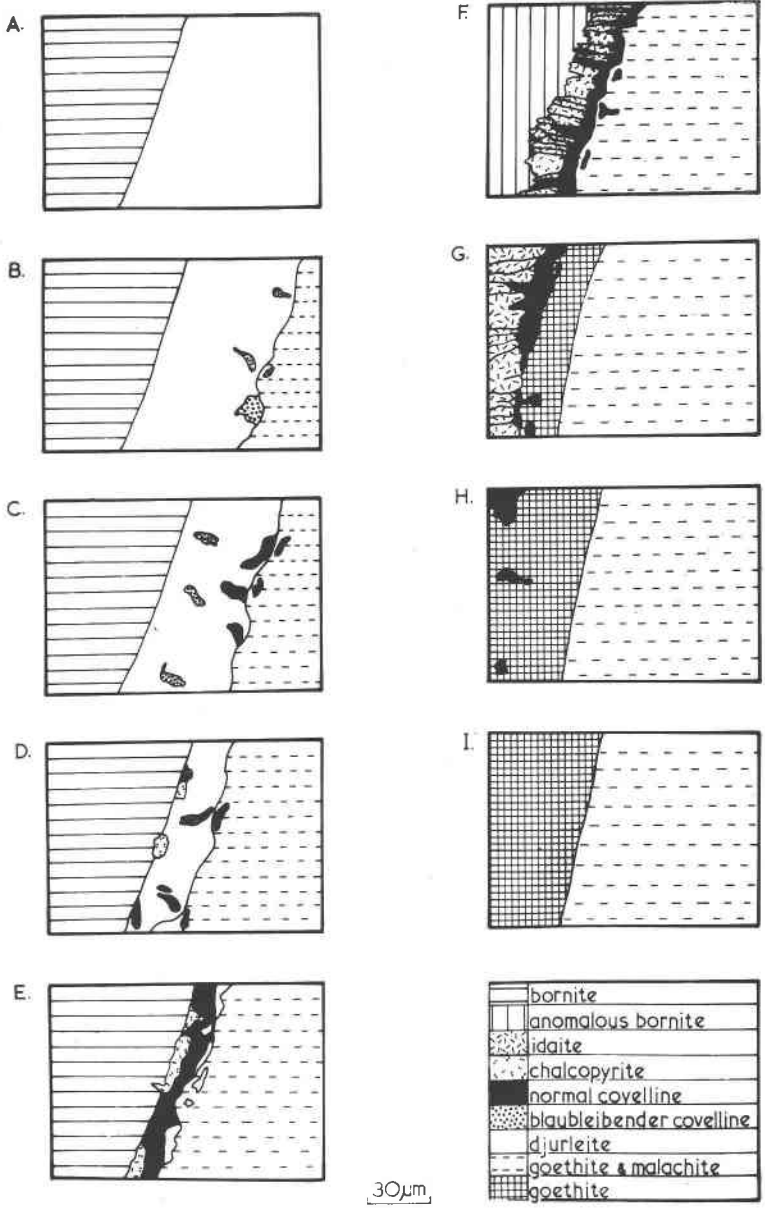 A.
B.
C.
D.
E.
F.
G.
H.
I.
bornite
anomalous bornite
idaite
chalcopyrite
normal covelline
blaubleibender covelline
djurleite
goethite & malachite
goethite
30µm